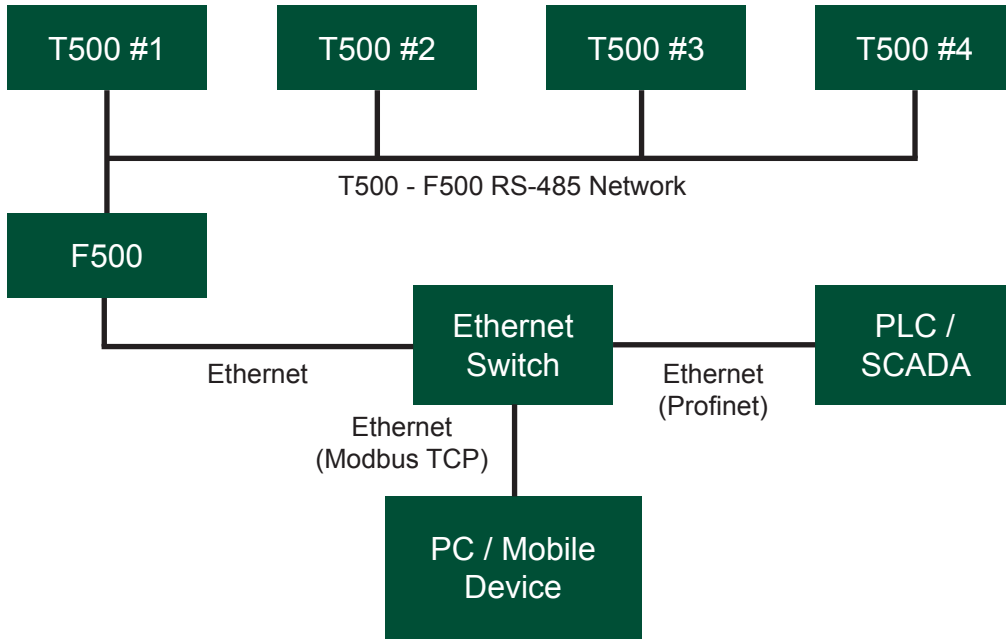 T500 #1
T500 #2
T500 #3
T500 #4
T500 - F500 RS-485 Network
F500
Ethernet
Switch
PLC /
SCADA
Ethernet
Ethernet
(Profinet)
Ethernet
(Modbus TCP)
PC / Mobile
Device